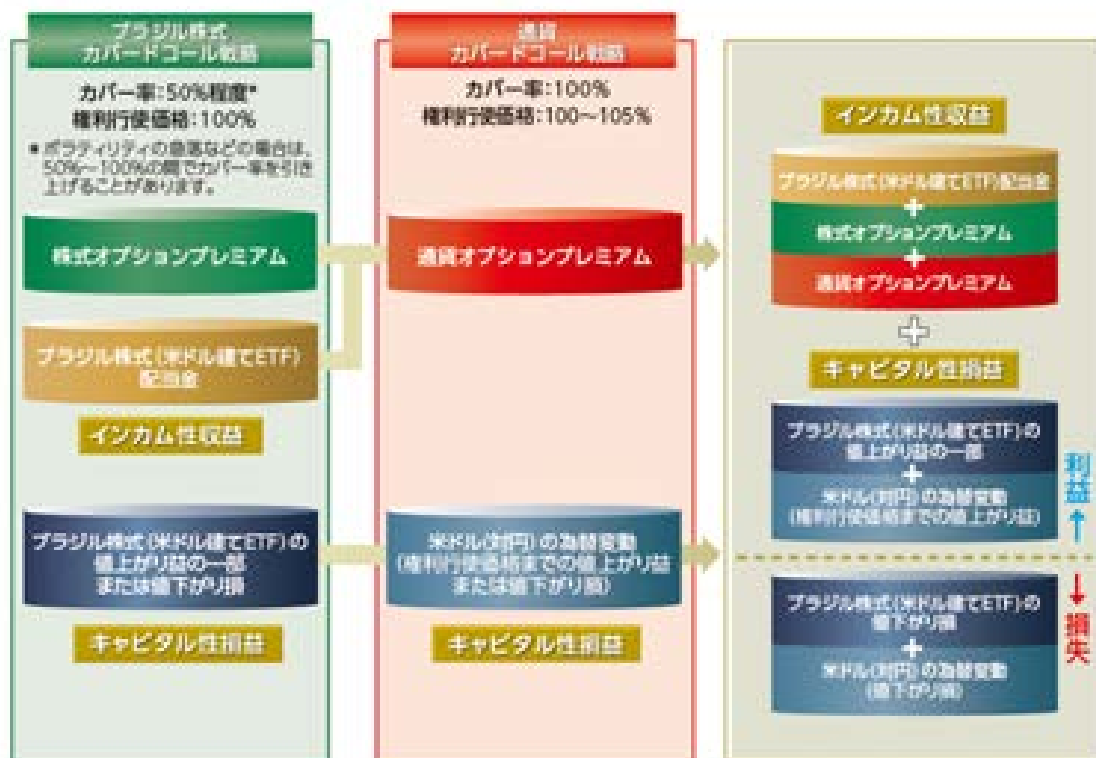 ブラジル株式
カバードコール戦略
カバー率:50%程度*
権利行使価格:100%
* ボラティリティの急落などの場合は、
50%~100%の間でカバー率を引き
上げることがあります。
株式オプションプレミアム
ブラジル株式(米ドル建てETF)
配当金
インカム性収益
ブラジル株式(米ドル建てETF)の
値上がり益の一部
または値下がり損
キャピタル性損益
通貨
カバードコール戦略
カバー率:100%
権利行使価格:100~105%
通貨オプションプレミアム
米ドル(対円)の為替変動
(権利行使価格までの値上がり益
または値下がり損)
キャピタル性損益
インカム性収益
ブラジル株式(米ドル建てETF)配当金
+
株式オプションプレミアム
+
通貨オプションプレミアム
+
キャピタル性損益
ブラジル株式(米ドル建てETF)の
値上がり益の一部
+
米ドル(対円)の為替変動
(権利行使価格までの値上がり益)
利益
ブラジル株式(米ドル建てETF)の
値下がり損
+
米ドル(対円)の為替変動
(値下がり損)
損失